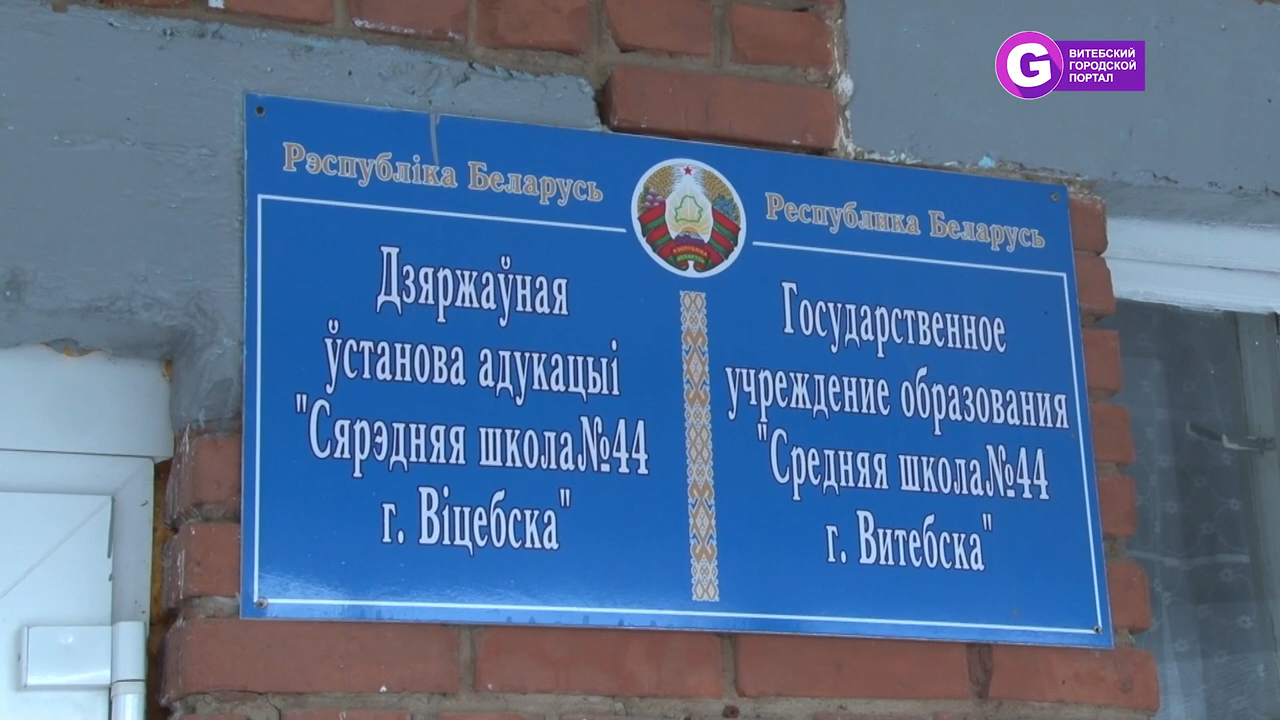 ВИТЕБСКИЙ
ГОРОДСКОЙ
ПОРТАЛ
Рэспубліка Беларусь
Дзяржаўная
ўстанова адукацыі
"Сярэдняя школа№44
г. Віцебска"
Республика Беларусь
Государственное
учреждение образования
"Средняя школа№44
г. Витебска"